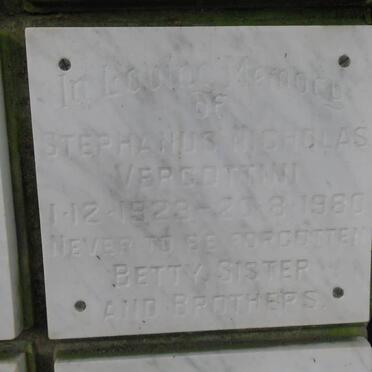 In Loving Memory
OF
STEPHANUS NICHOLAS
VERGOTTINI
1·12·1923 – 20·8·1980
NEVER TO BE FORGOTTEN
BETTY, SISTER
AND BROTHERS.